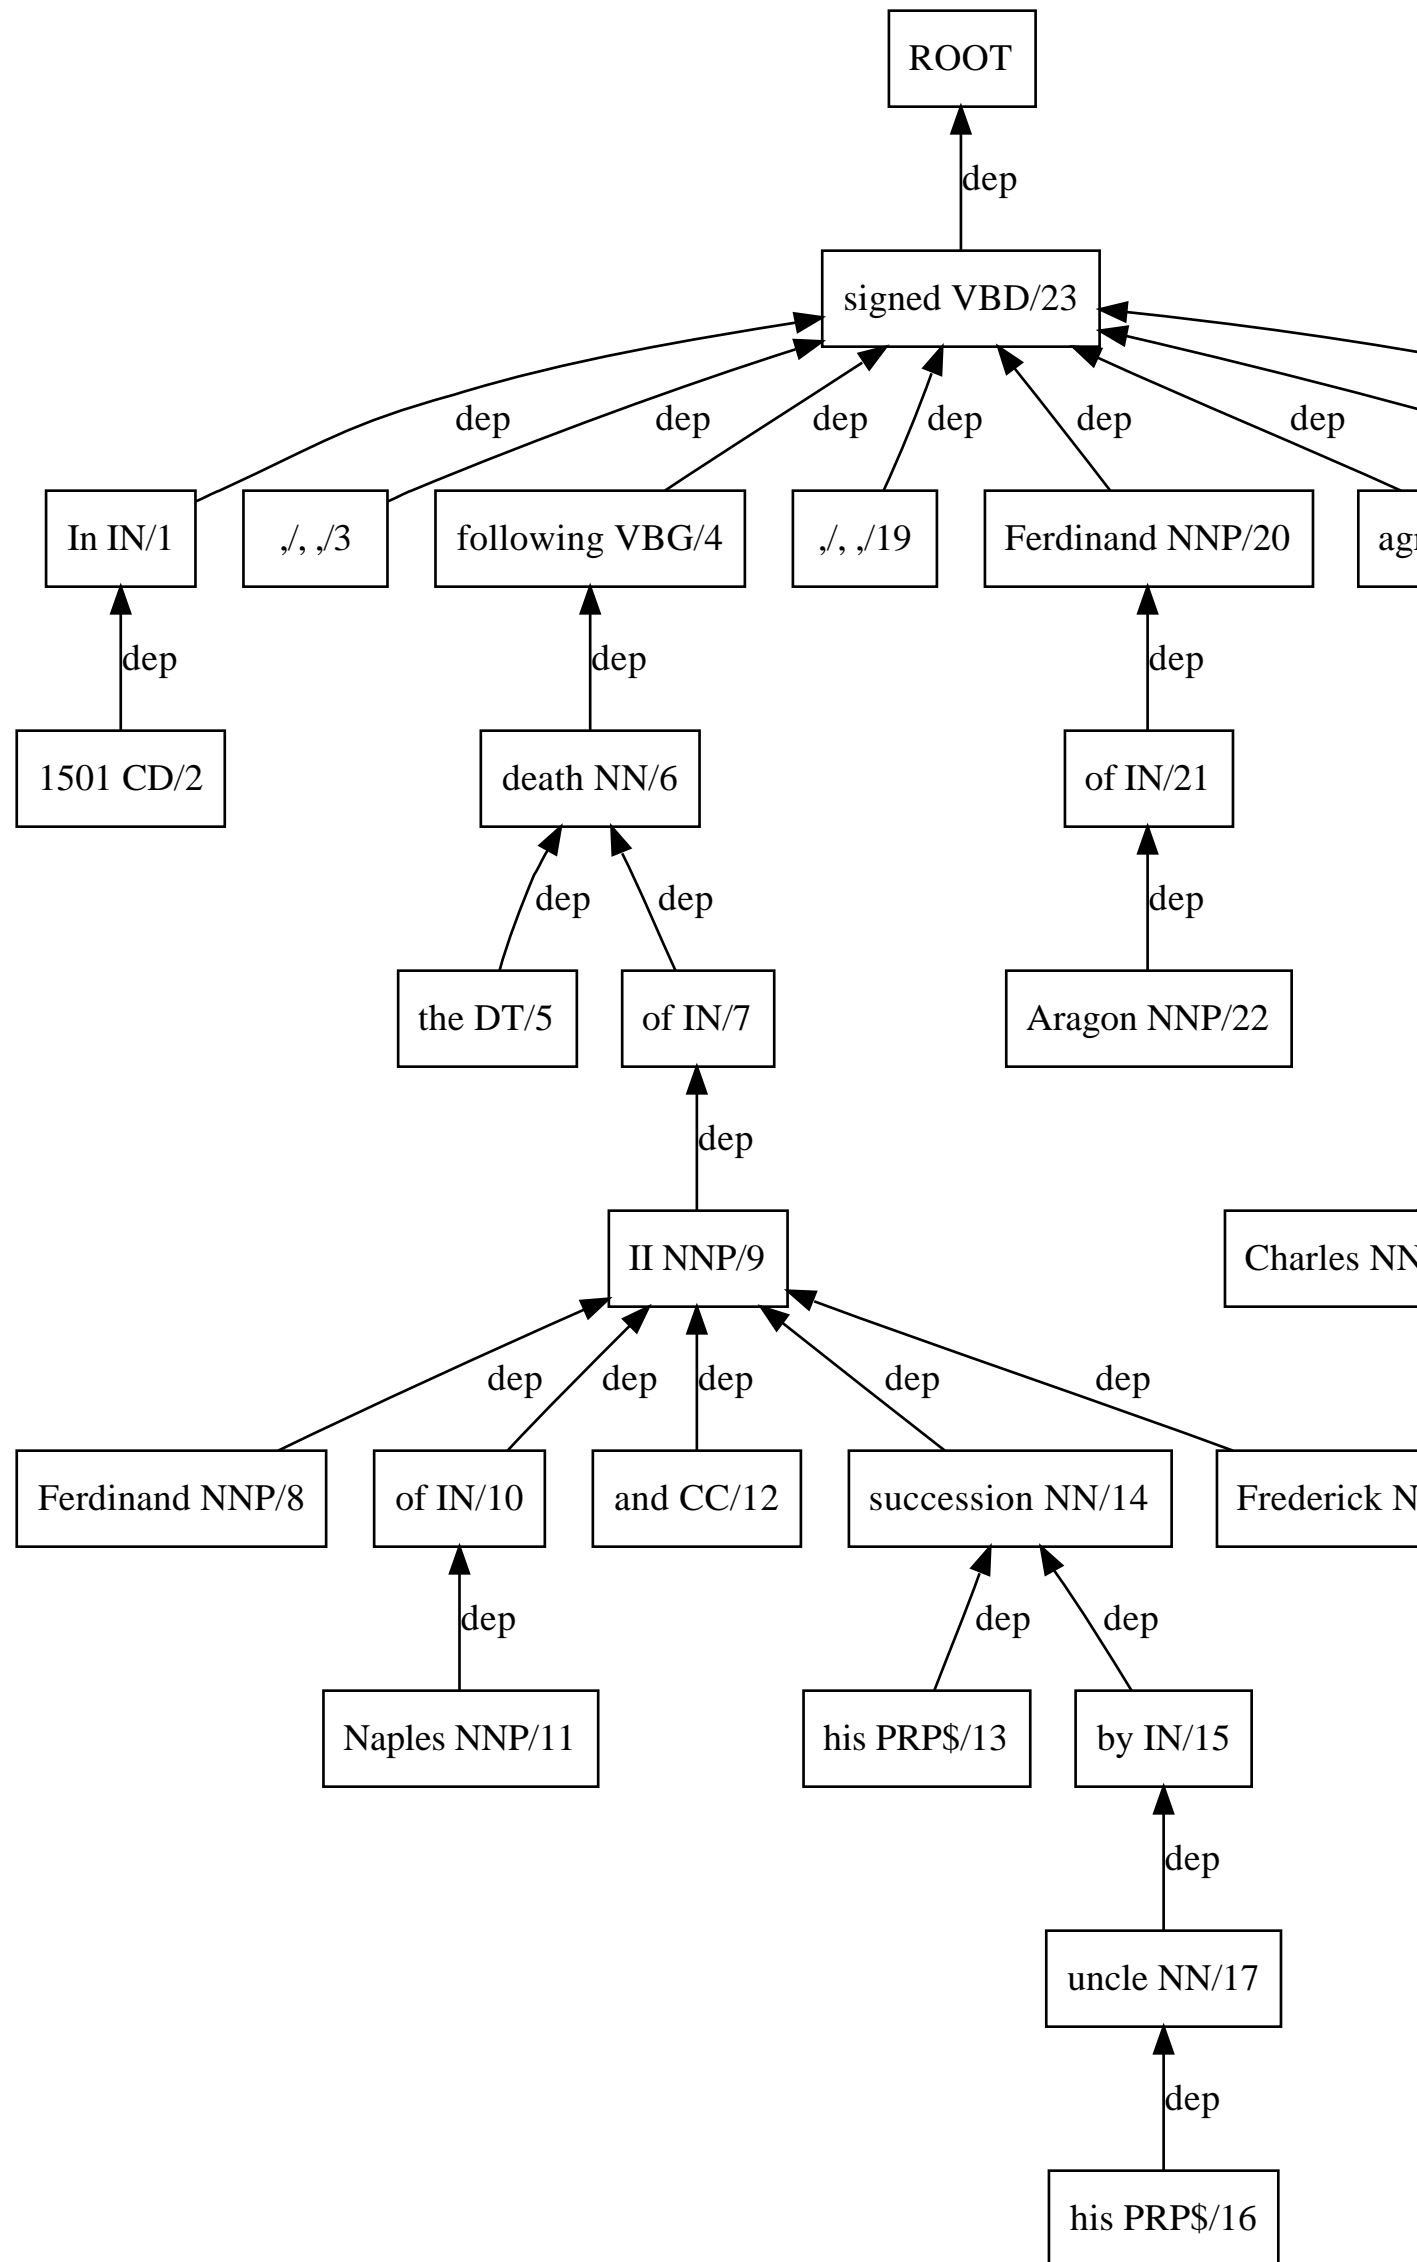 ROOT
dep
signed VBD/23
dep dep dep dep dep dep
In IN/1 ,/, ,/3 following VBG/4 ,/, ,/19 Ferdinand NNP/20
dep dep dep
1501 CD/2 death NN/6 of IN/21
dep dep dep
the DT/5 of IN/7 Aragon NNP/22
dep
II NNP/9 Charles
dep dep dep dep dep
Ferdinand NNP/8 of IN/10 and CC/12 succession NN/14 Frederick
dep dep dep
Naples NNP/11 his PRP$/13 by IN/15
dep
uncle NN/17
dep
his PRP$/16